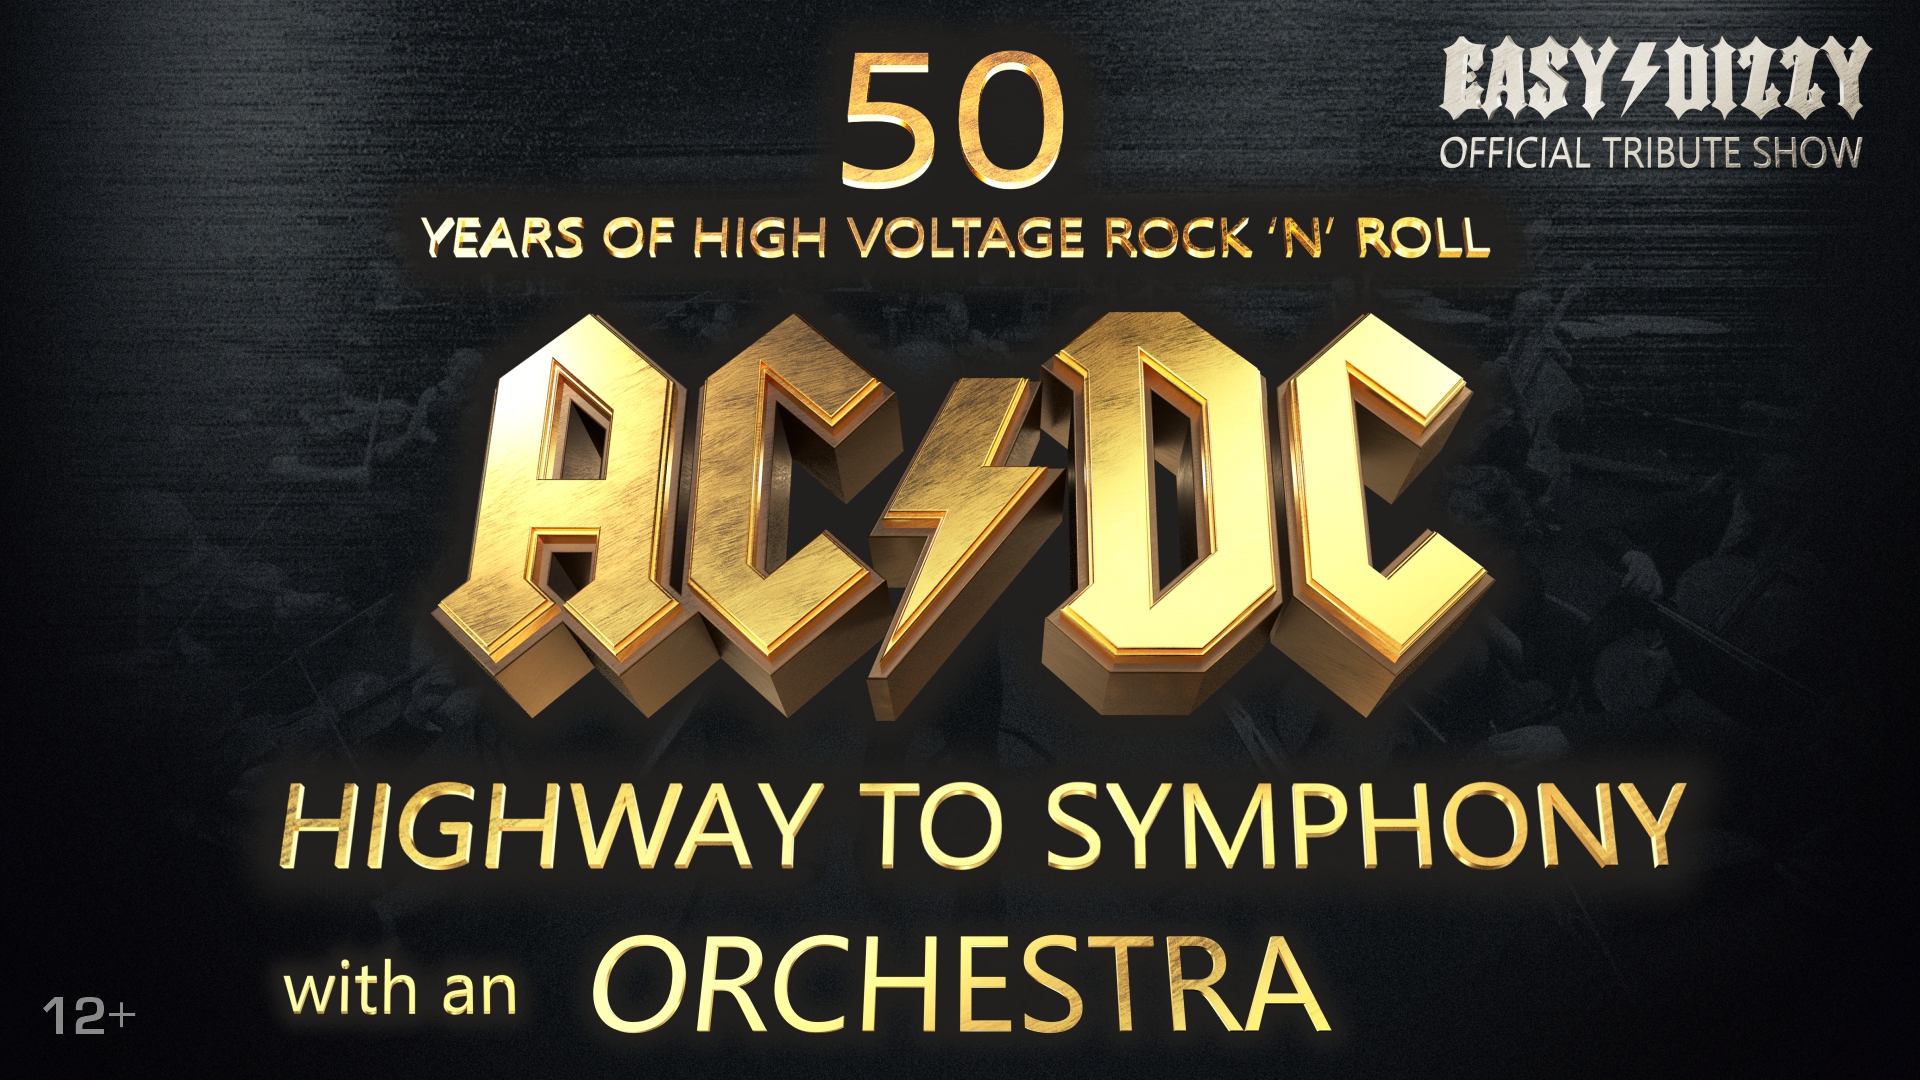 50
EASY⚡DIZZY
OFFICIAL TRIBUTE SHOW
YEARS OF HIGH VOLTAGE ROCK ‘N’ ROLL
AC⚡DC
HIGHWAY TO SYMPHONY
with an ORCHESTRA
12+